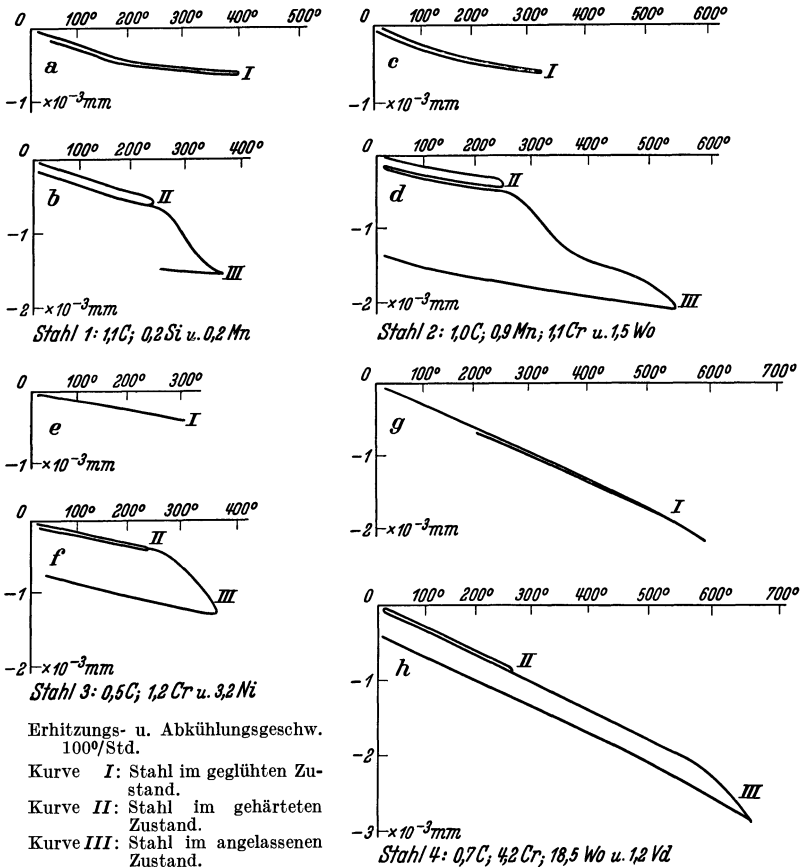 0 100° 200° 300° 400° 500°
a
I
−1 ×10⁻³mm
0 100° 200° 300° 400°
b
II
−1
III
−2 ×10⁻³mm
Stahl 1: 1,1C; 0,2 Si u. 0,2 Mn
0 100° 200° 300° 400° 500° 600°
c
I
−1 ×10⁻³mm
0 100° 200° 300° 400° 500° 600°
d
II
−1
III
−2 ×10⁻³mm
Stahl 2: 1,0C; 0,9 Mn; 1,1 Cr u. 1,5 Wo
0 100° 200° 300°
e
I
−1 ×10⁻³mm
0 100° 200° 300° 400°
f
II
−1
III
−2 ×10⁻³mm
Stahl 3: 0,5C; 1,2 Cr u. 3,2 Ni
0 100° 200° 300° 400° 500° 600° 700°
g
−1
I
−2 ×10⁻³mm
0 100° 200° 300° 400° 500° 600° 700°
h
II
−1
−2
III
−3 ×10⁻³mm
Stahl 4: 0,7C; 4,2 Cr; 18,5 Wo u. 1,2 Vd
Erhitzungs- u. Abkühlungsgeschw.
100°/Std.
Kurve I: Stahl im geglühten Zu-
stand.
Kurve II: Stahl im gehärteten
Zustand.
Kurve III: Stahl im angelassenen
Zustand.